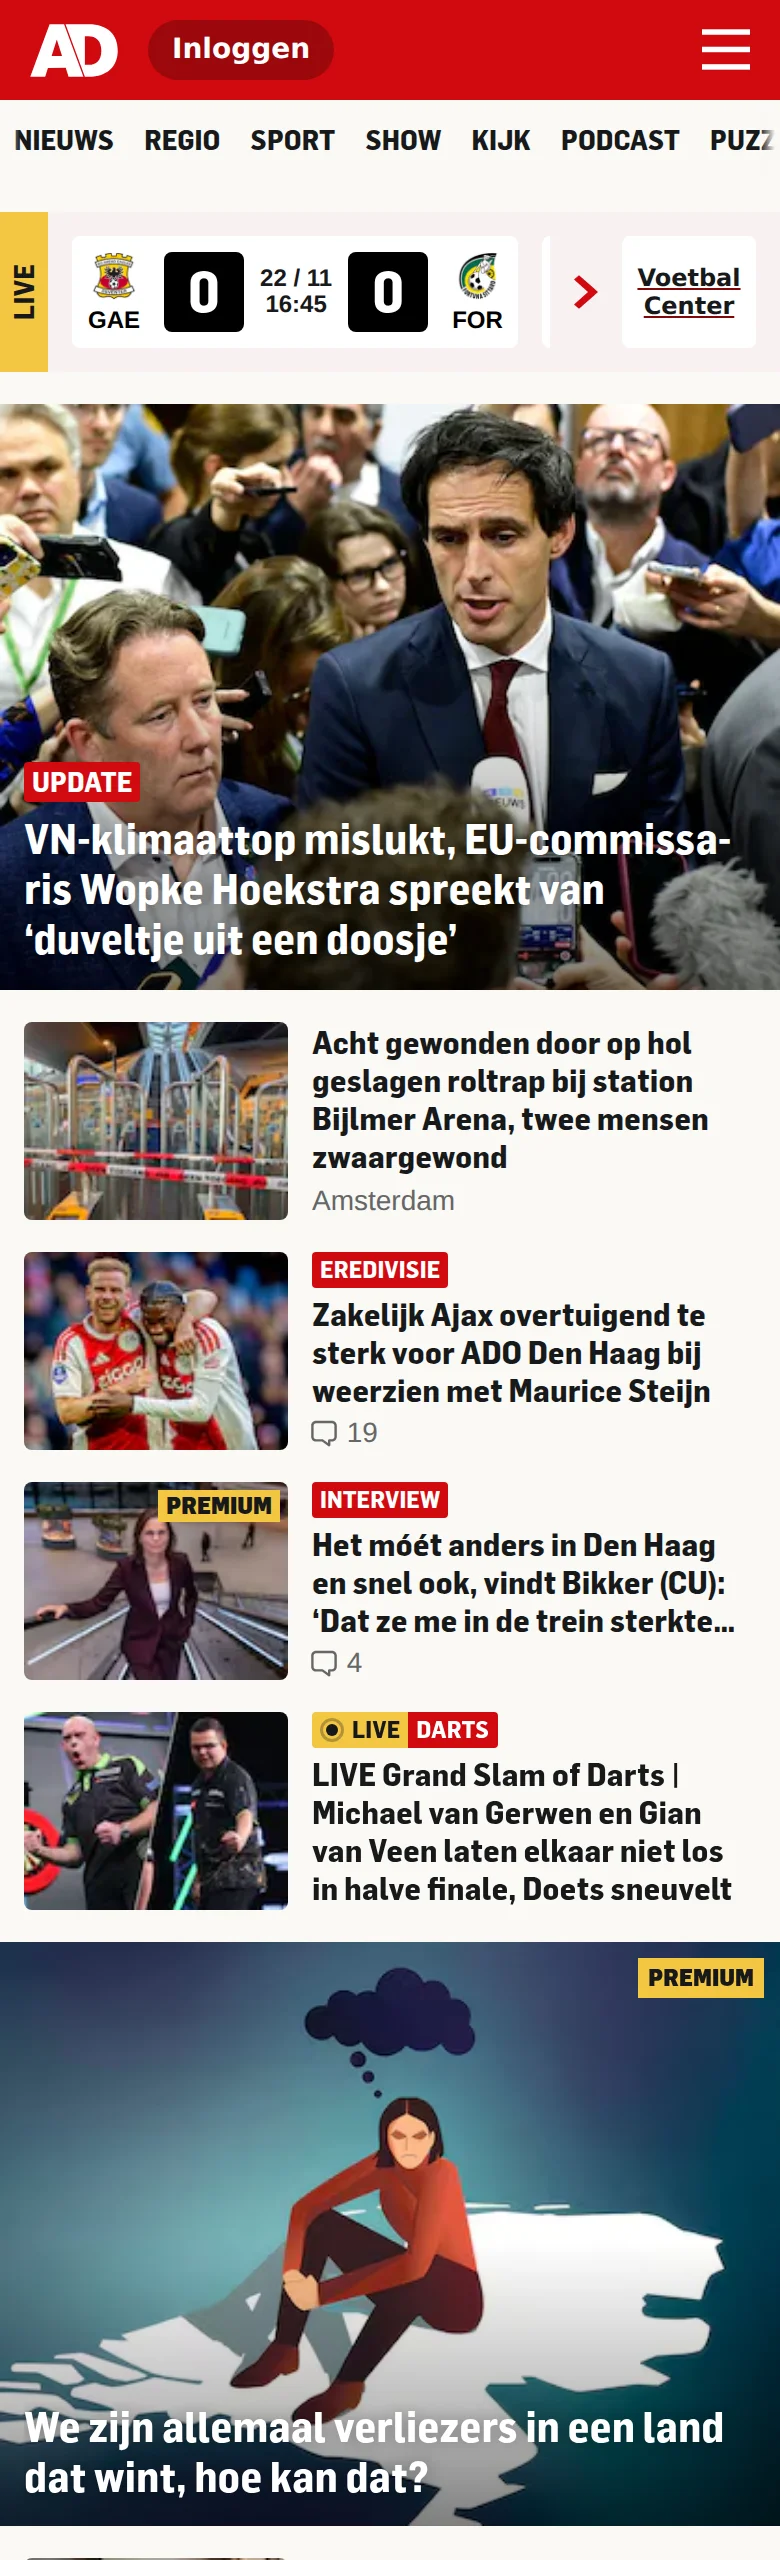 AD
Inloggen
NIEUWS REGIO SPORT SHOW KIJK PODCAST PUZZ
LIVE
GAE
0
22 / 11
16:45
0
FOR
Voetbal
Center
UPDATE
VN-klimaattop mislukt, EU-commissa-
ris Wopke Hoekstra spreekt van
‘duveltje uit een doosje’
Acht gewonden door op hol
geslagen roltrap bij station
Bijlmer Arena, twee mensen
zwaargewond
Amsterdam
EREDIVISIE
Zakelijk Ajax overtuigend te
sterk voor ADO Den Haag bij
weerzien met Maurice Steijn
19
PREMIUM
INTERVIEW
Het móét anders in Den Haag
en snel ook, vindt Bikker (CU):
‘Dat ze me in de trein sterkte...
4
LIVE DARTS
LIVE Grand Slam of Darts |
Michael van Gerwen en Gian
van Veen laten elkaar niet los
in halve finale, Doets sneuvelt
PREMIUM
We zijn allemaal verliezers in een land
dat wint, hoe kan dat?